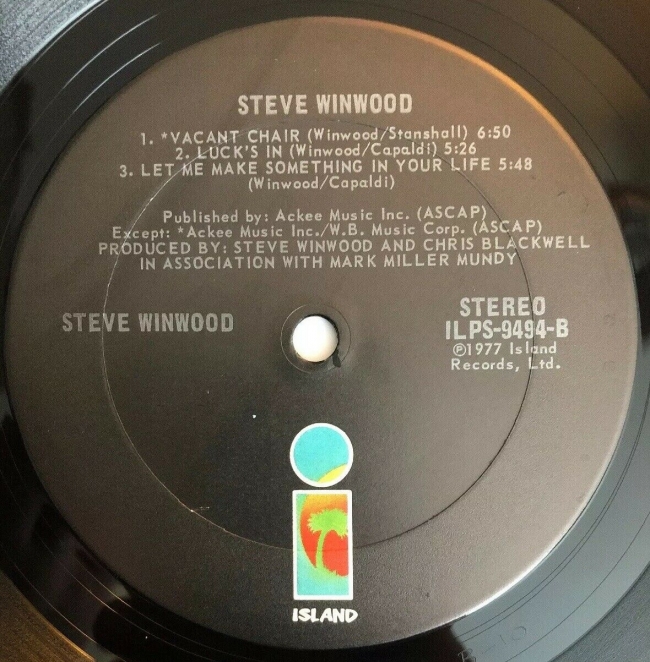 STEVE WINWOOD
1. *VACANT CHAIR (Winwood/Stanshall) 6:50
2. LUCK'S IN (Winwood/Capaldi) 5:26
3. LET ME MAKE SOMETHING IN YOUR LIFE 5:48
(Winwood/Capaldi)
Published by: Ackee Music Inc. (ASCAP)
Except: *Ackee Music Inc./W.B. Music Corp. (ASCAP)
PRODUCED BY: STEVE WINWOOD AND CHRIS BLACKWELL
IN ASSOCIATION WITH MARK MILLER MUNDY
STEVE WINWOOD
STEREO
ILPS-9494-B
℗1977 Island
Records, Ltd.
ISLAND